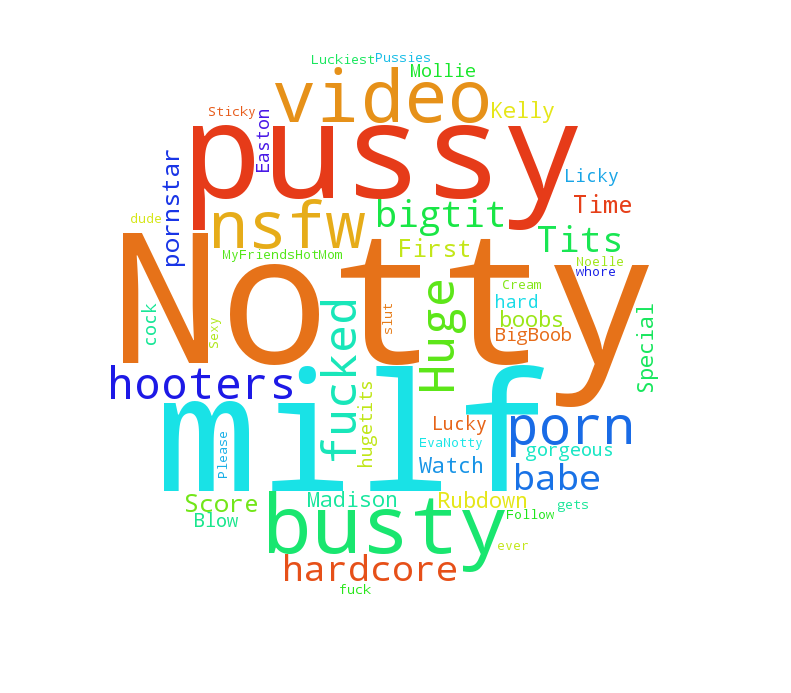 Luckiest Pussies
Mollie
video
Kelly
Sticky
pussy
Easton
pornstar
Licky
Time
dude
nsfw
bigtit
Tits
MyFriendsHotMom
First
Noelle
whore
Notty
Cream
hard
boobs
BigBoob
Huge
slut
Sexy
cock
fucked
Special
hooters
milf
hugetits
Lucky
porn
EvaNotty
gorgeous
Please
Watch
babe
Score
Madison
Rubdown
Blow
busty
Follow
gets
ever
hardcore
fuck